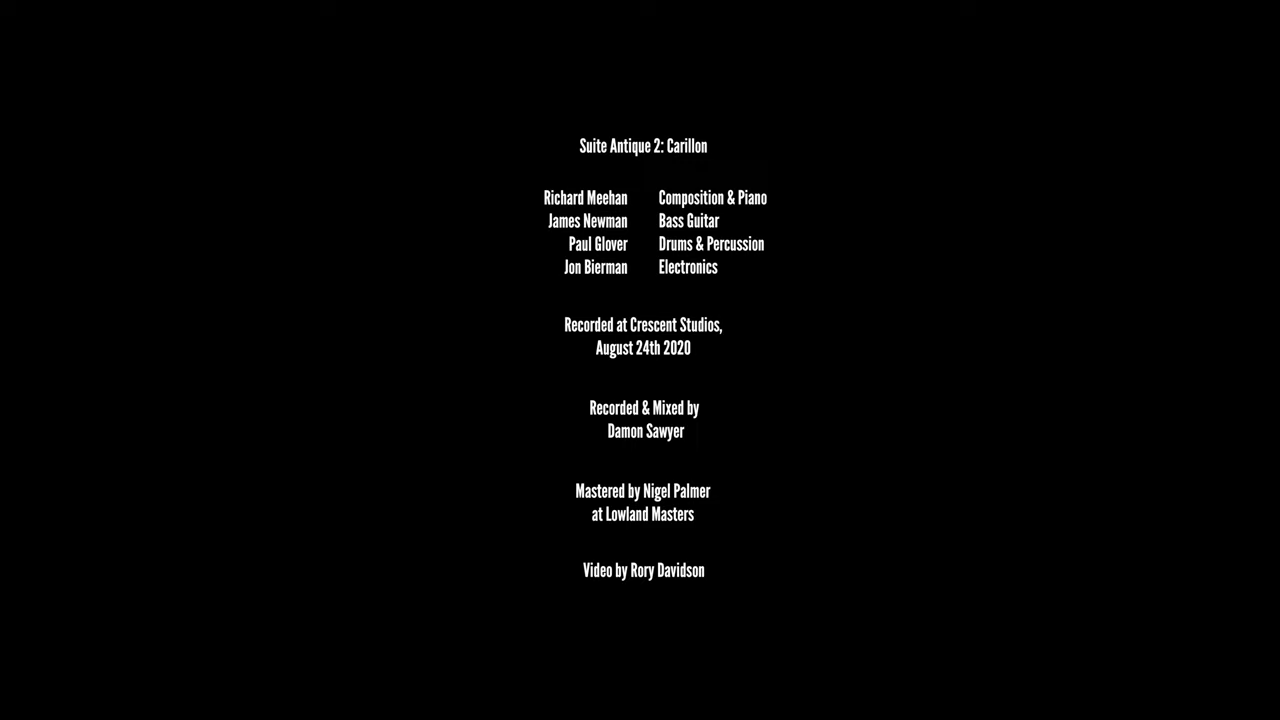 Suite Antique 2: Carillon
Richard Meehan Composition & Piano
James Newman Bass Guitar
Paul Glover Drums & Percussion
Jon Bierman Electronics
Recorded at Crescent Studios,
August 24th 2020
Recorded & Mixed by
Damon Sawyer
Mastered by Nigel Palmer
at Lowland Masters
Video by Rory Davidson